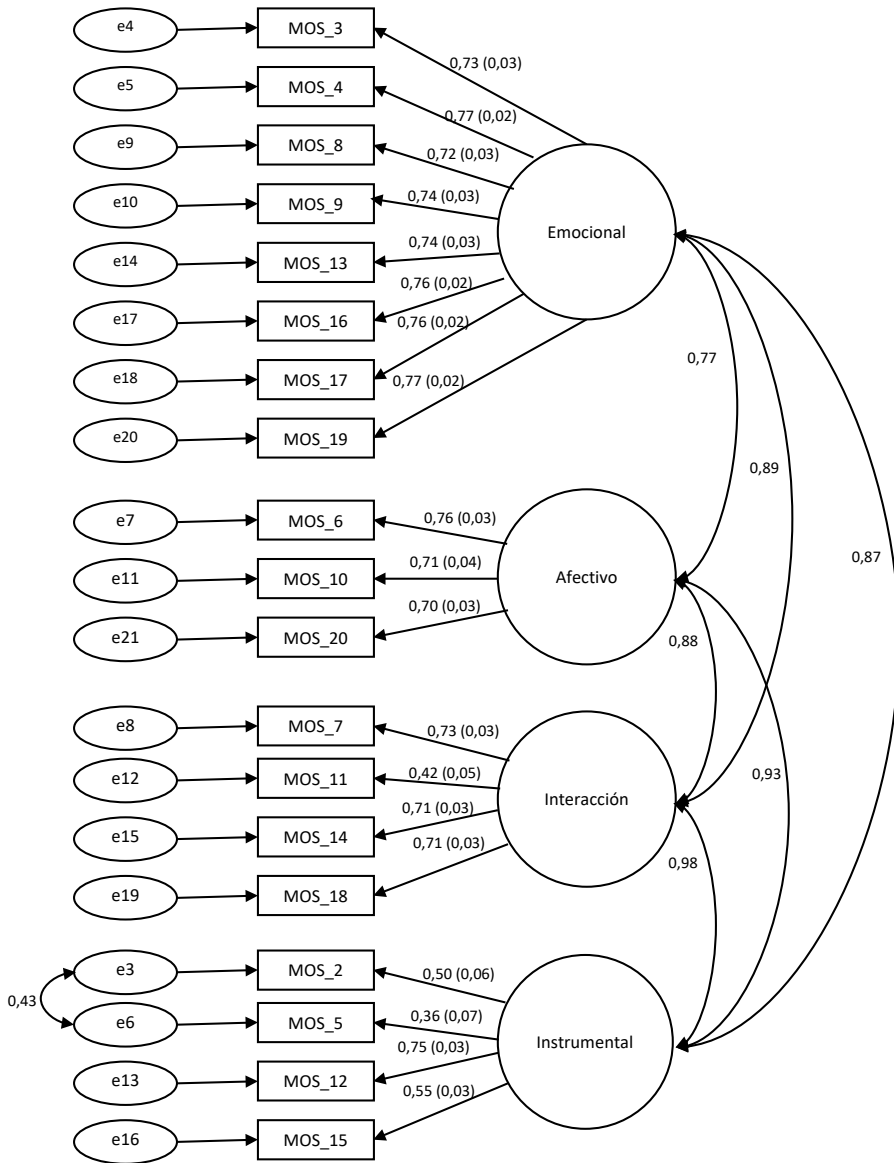 e4
MOS_3
0,73 (0,03)
e5
MOS_4
0,77 (0,02)
e9
MOS_8
0,72 (0,03)
e10
MOS_9
0,74 (0,03)
Emocional
e14
MOS_13
0,74 (0,03)
e17
MOS_16
0,76 (0,02)
e18
MOS_17
0,76 (0,02)
e20
MOS_19
0,77 (0,02)
0,77
0,89
0,87
e7
MOS_6
0,76 (0,03)
e11
MOS_10
0,71 (0,04)
Afectivo
e21
MOS_20
0,70 (0,03)
0,88
e8
MOS_7
0,73 (0,03)
e12
MOS_11
0,42 (0,05)
Interacción
e15
MOS_14
0,71 (0,03)
e19
MOS_18
0,71 (0,03)
0,93
0,98
e3
MOS_2
0,50 (0,06)
0,43
e6
MOS_5
0,36 (0,07)
Instrumental
e13
MOS_12
0,75 (0,03)
e16
MOS_15
0,55 (0,03)